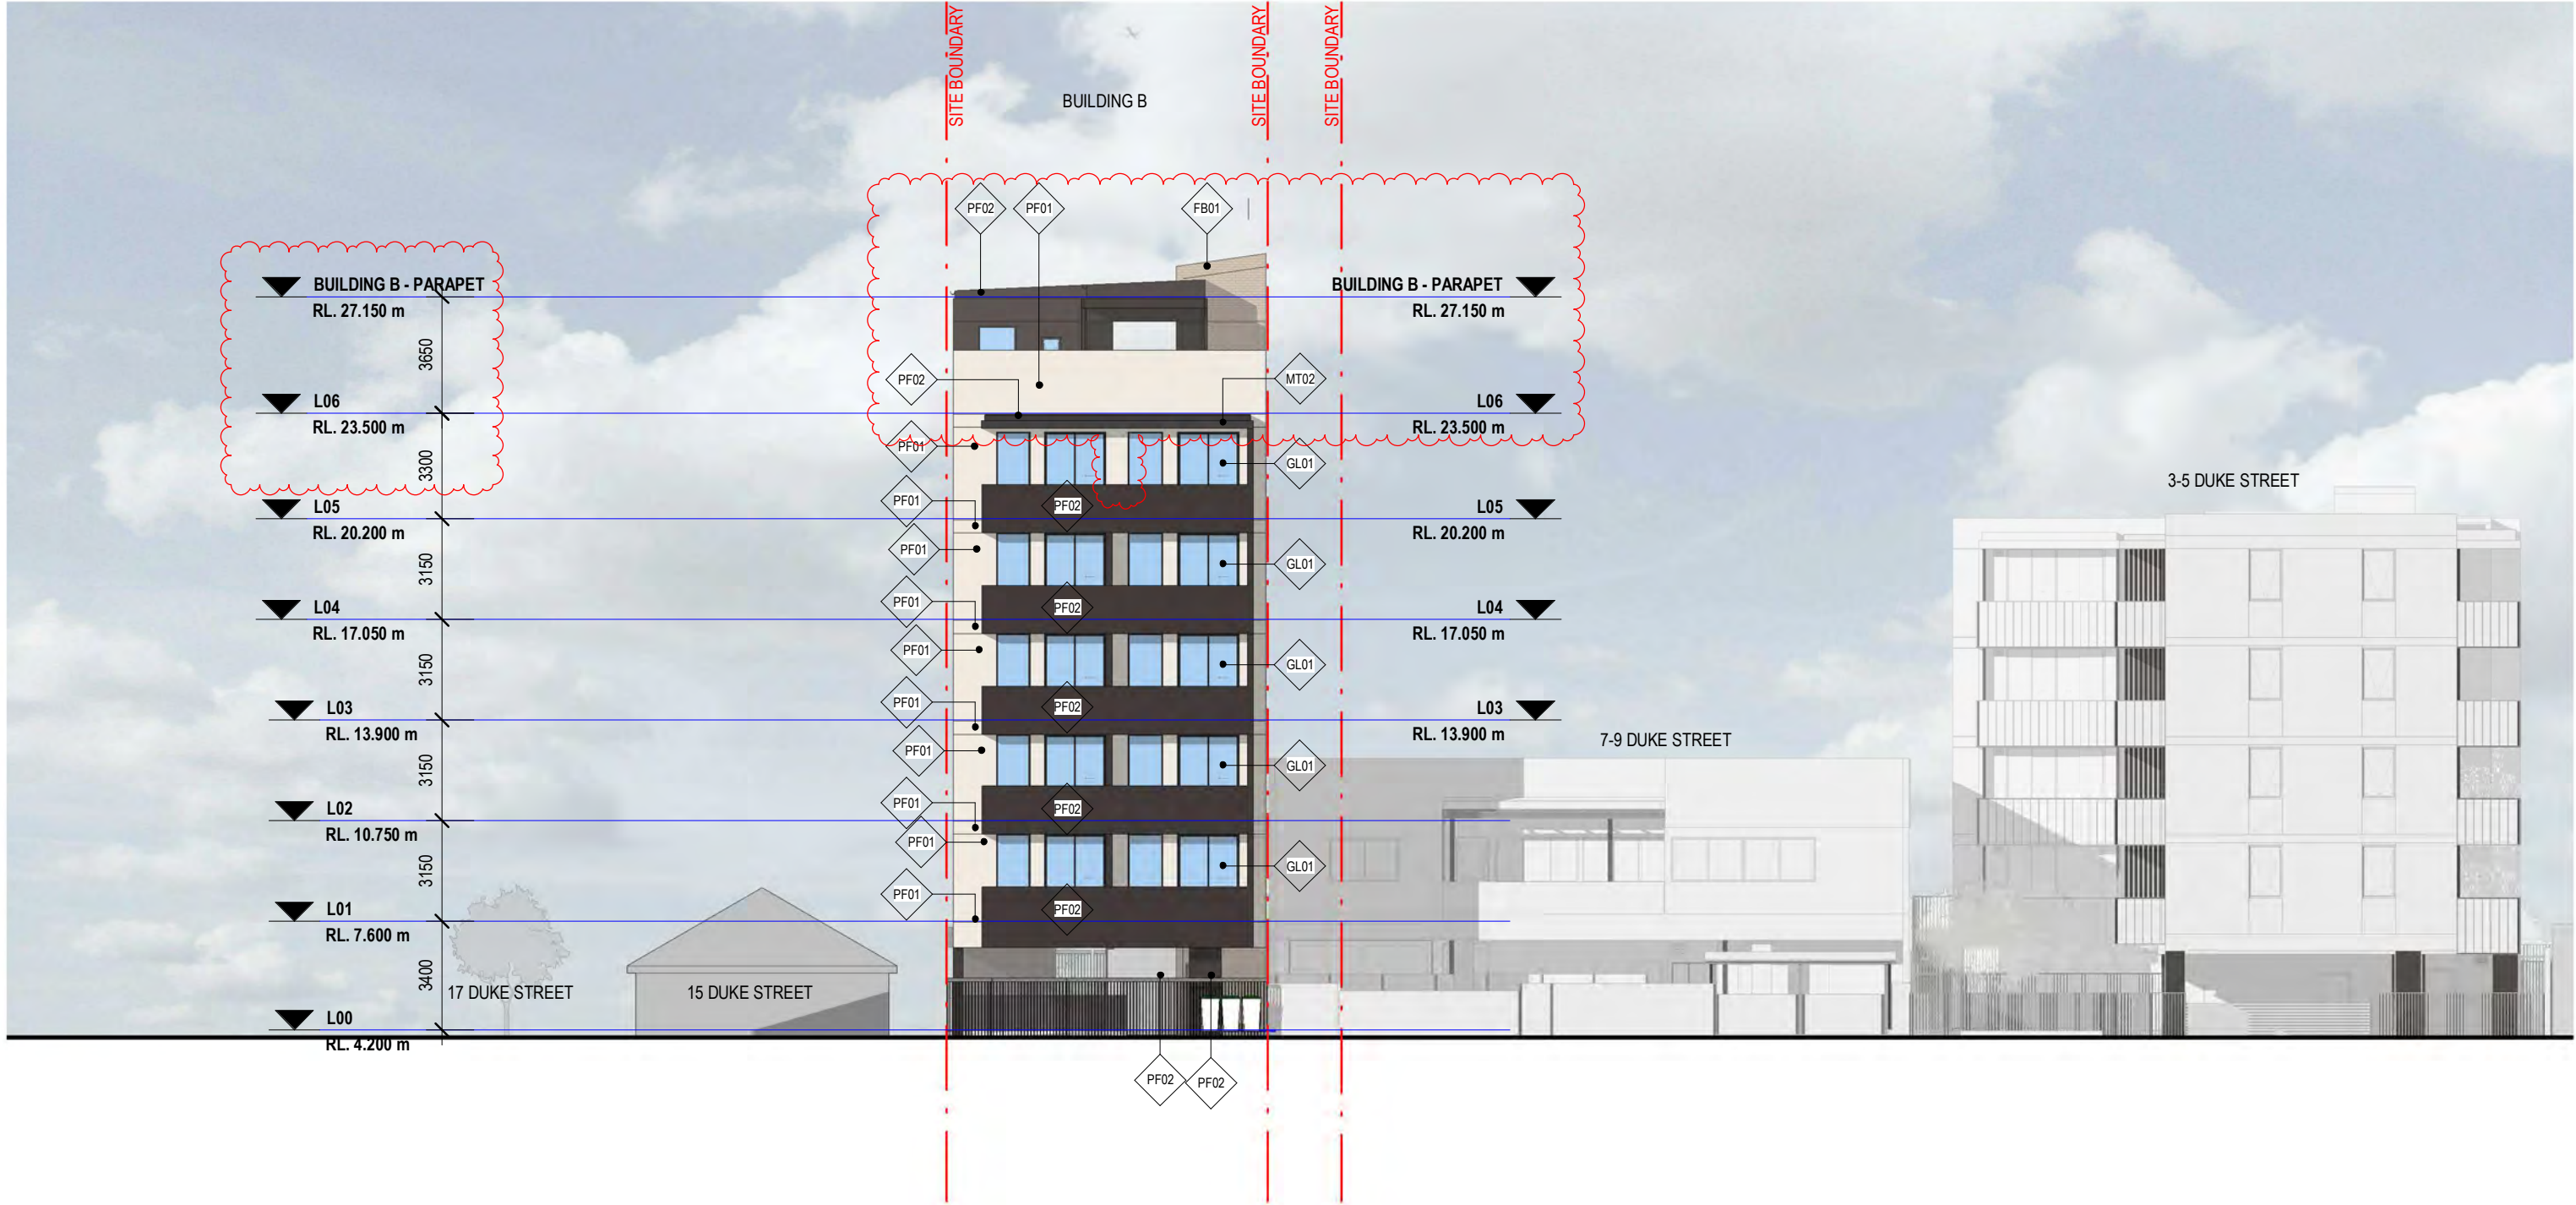 SITE BOUNDARY
SITE BOUNDARY
SITE BOUNDARY
BUILDING B
PF02
PF01
FB01
BUILDING B - PARAPET
RL. 27.150 m
BUILDING B - PARAPET
RL. 27.150 m
3650
PF02
MT02
L06
RL. 23.500 m
L06
RL. 23.500 m
PF01
GL01
3300
3-5 DUKE STREET
PF01
PF02
L05
RL. 20.200 m
L05
RL. 20.200 m
PF01
GL01
3150
PF01
PF02
L04
RL. 17.050 m
L04
RL. 17.050 m
PF01
GL01
3150
PF01
PF02
L03
RL. 13.900 m
L03
RL. 13.900 m
7-9 DUKE STREET
PF01
GL01
3150
PF01
PF02
L02
RL. 10.750 m
PF01
GL01
3150
PF01
PF02
L01
RL. 7.600 m
3400
17 DUKE STREET
15 DUKE STREET
L00
RL. 4.200 m
PF02
PF02